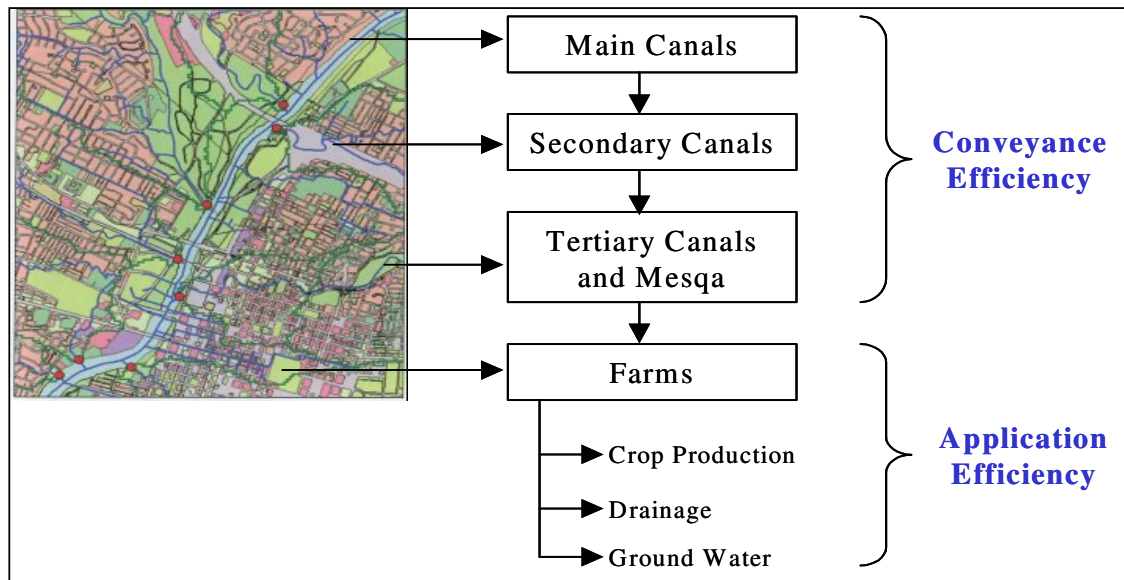 Main Canals
Secondary Canals
Tertiary Canals
and Mesqa
Conveyance
Efficiency
Farms
Crop Production
Drainage
Ground Water
Application
Efficiency